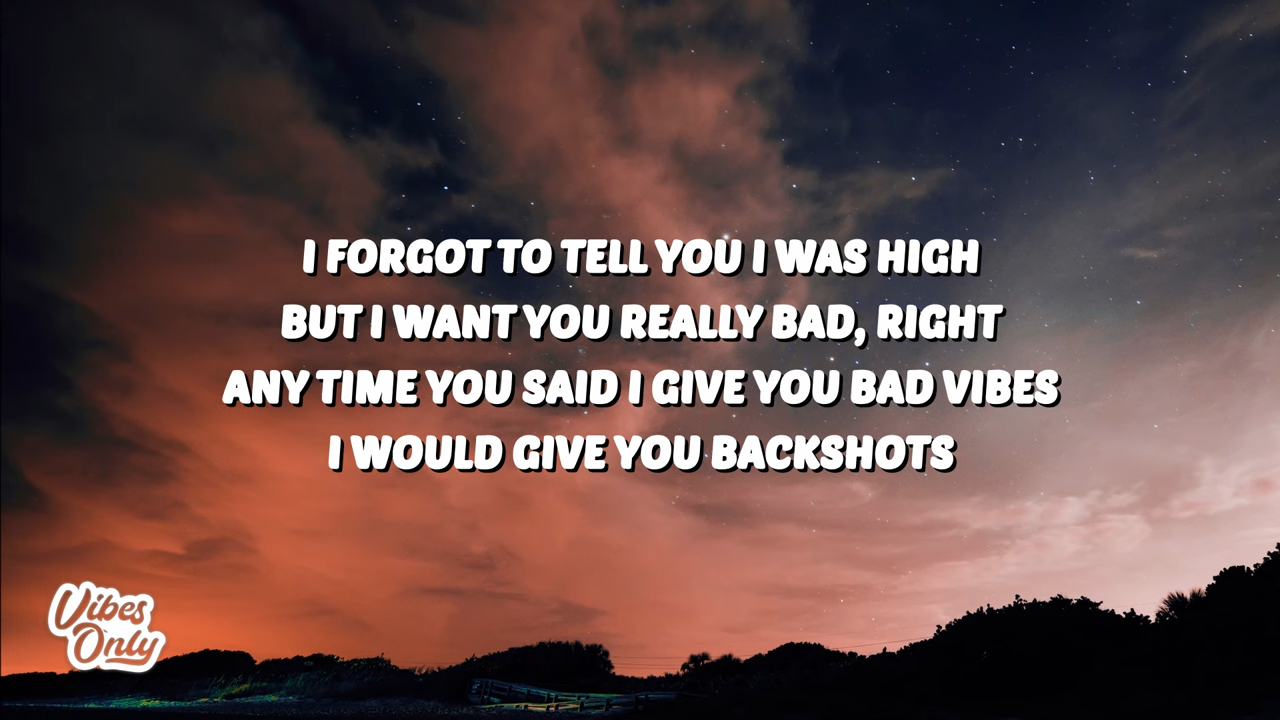 I FORGOT TO TELL YOU I WAS HIGH
BUT I WANT YOU REALLY BAD, RIGHT
ANY TIME YOU SAID I GIVE YOU BAD VIBES
I WOULD GIVE YOU BACKSHOTS
Vibes
Only